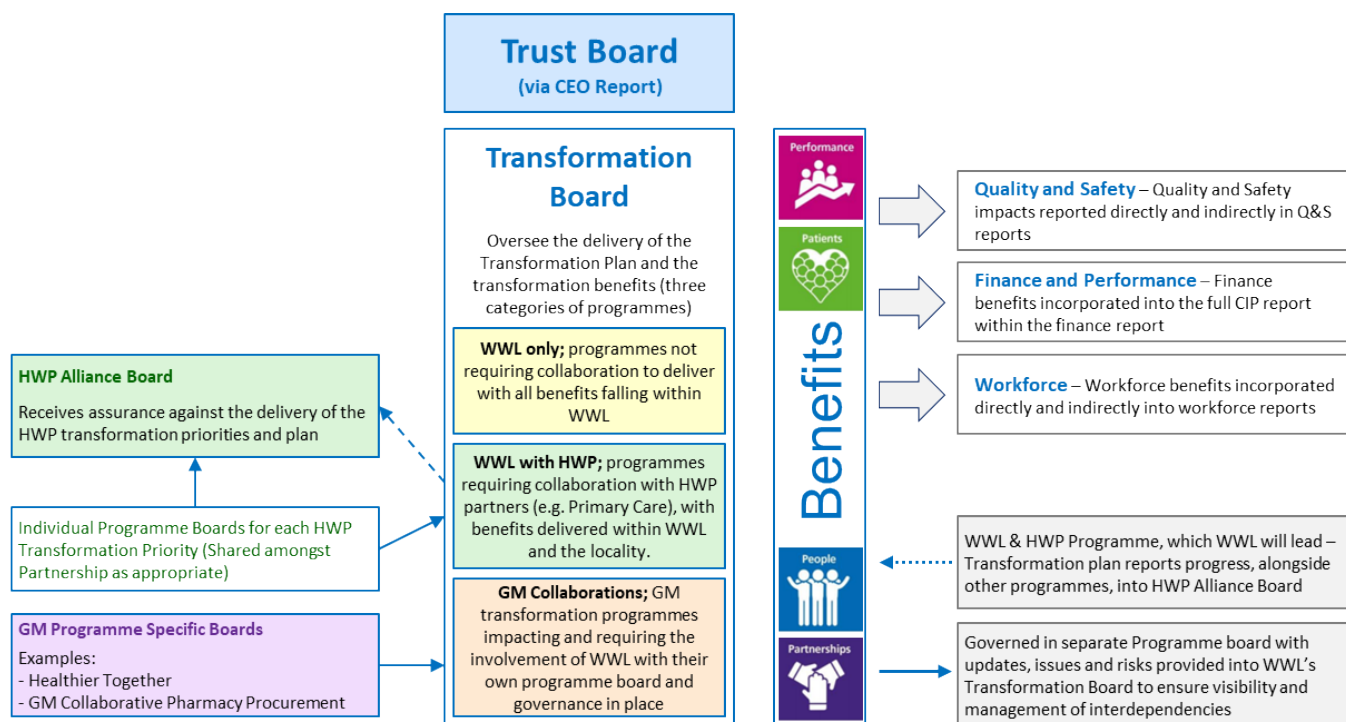 Trust Board
(via CEO Report)
Transformation
Board
Oversee the delivery of the
Transformation Plan and the
transformation benefits (three
categories of programmes)
WWL only; programmes not
requiring collaboration to deliver
with all benefits falling within
WWL
WWL with HWP; programmes
requiring collaboration with HWP
partners (e.g. Primary Care), with
benefits delivered within WWL
and the locality.
GM Collaborations; GM
transformation programmes
impacting and requiring the
involvement of WWL with their
own programme board and
governance in place
HWP Alliance Board
Receives assurance against the delivery of the
HWP transformation priorities and plan
Individual Programme Boards for each HWP
Transformation Priority (Shared amongst
Partnership as appropriate)
GM Programme Specific Boards
Examples:
- Healthier Together
- GM Collaborative Pharmacy Procurement
Performance
Patients
Benefits
People
Partnerships
Quality and Safety – Quality and Safety
impacts reported directly and indirectly in Q&S
reports
Finance and Performance – Finance
benefits incorporated into the full CIP report
within the finance report
Workforce – Workforce benefits incorporated
directly and indirectly into workforce reports
WWL & HWP Programme, which WWL will lead –
Transformation plan reports progress, alongside
other programmes, into HWP Alliance Board
Governed in separate Programme board with
updates, issues and risks provided into WWL's
Transformation Board to ensure visibility and
management of interdependencies